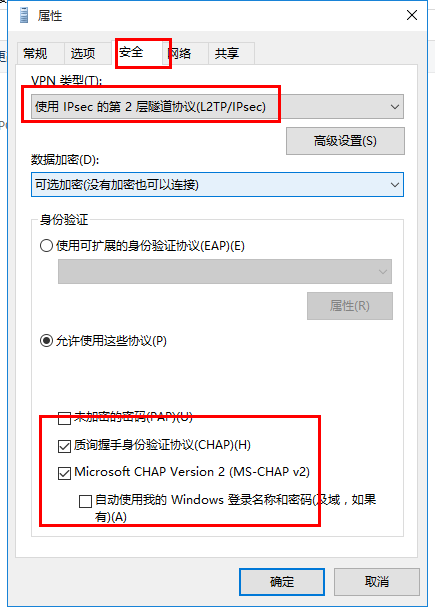 属性
常规 选项 安全 网络 共享
VPN 类型(T):
使用 IPsec 的第 2 层隧道协议(L2TP/IPsec)
高级设置(S)
数据加密(D):
可选加密(没有加密也可以连接)
身份验证
使用可扩展的身份验证协议(EAP)(E)
属性(R)
允许使用这些协议(P)
未加密的密码(PAP)(U)
质询握手身份验证协议(CHAP)(H)
Microsoft CHAP Version 2 (MS-CHAP v2)
自动使用我的 Windows 登录名称和密码(及域，如果
有)(A)
确定 取消